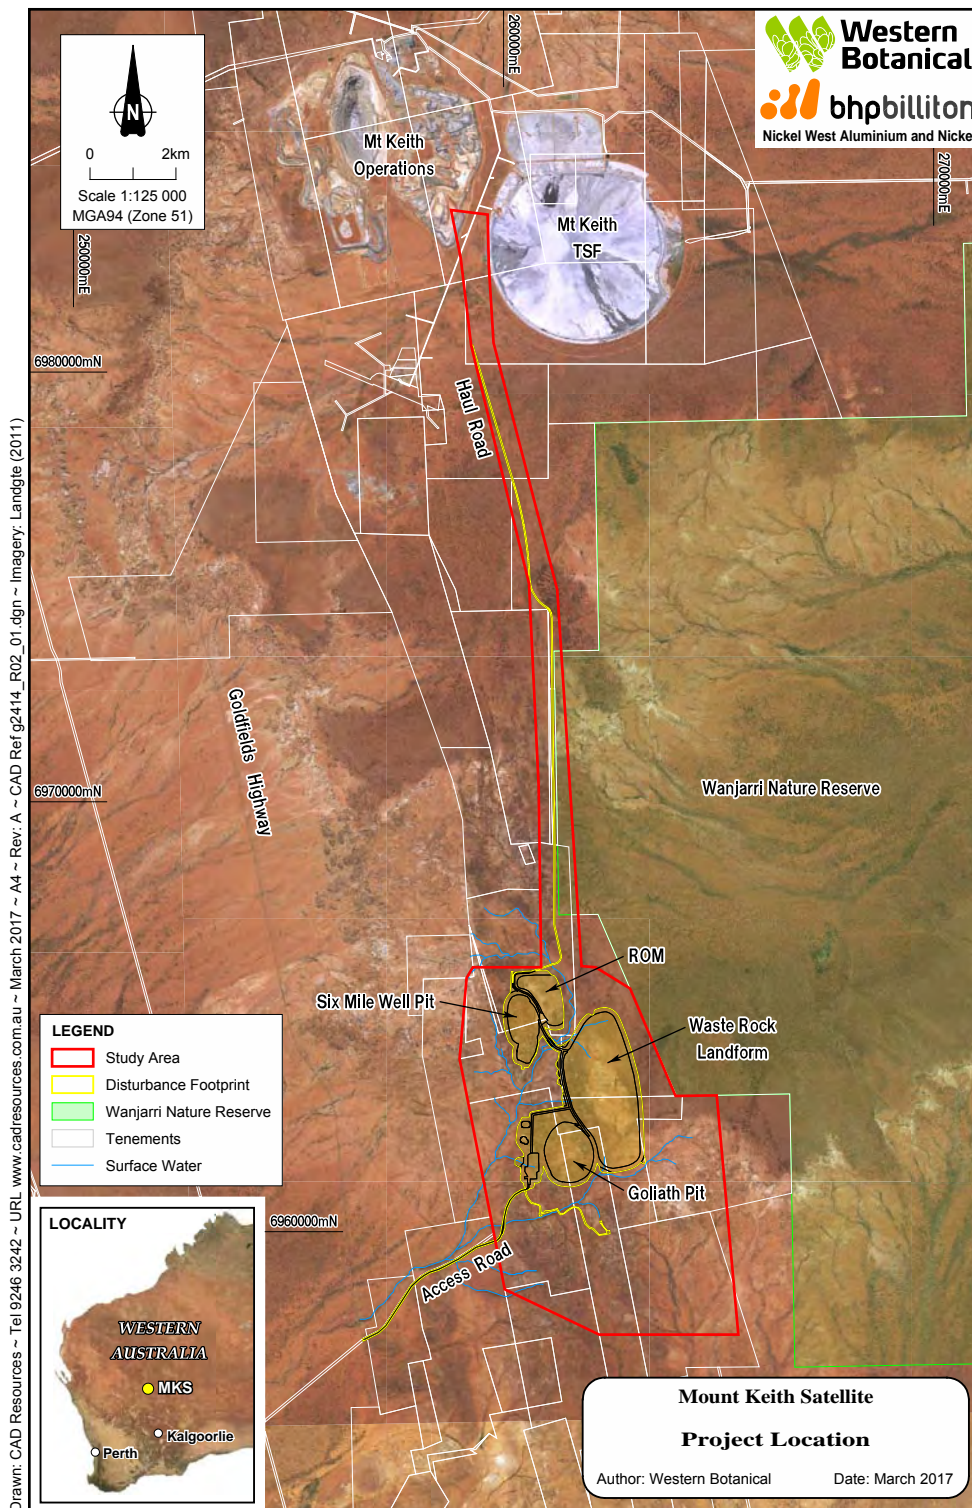 260000mE
Western
Botanical
bhpbilliton
Nickel West Aluminium and Nickel
N
0 2km
Scale 1:125 000
MGA94 (Zone 51)
250000mE
270000mE
Mt Keith
Operations
Mt Keith
TSF
6980000mN
Haul Road
Goldfields Highway
6970000mN
Wanjarri Nature Reserve
ROM
Six Mile Well Pit
Waste Rock
Landform
Goliath Pit
6960000mN
Access Road
LEGEND
Study Area
Disturbance Footprint
Wanjarri Nature Reserve
Tenements
Surface Water
LOCALITY
WESTERN
AUSTRALIA
MKS
Kalgoorlie
Perth
Mount Keith Satellite
Project Location
Author: Western Botanical Date: March 2017
Drawn: CAD Resources ~ Tel 9246 3242 ~ URL www.cadresources.com.au ~ March 2017 ~ A4 ~ Rev: A ~ CAD Ref g2414_R02_01.dgn ~ Imagery: Landgte (2011)